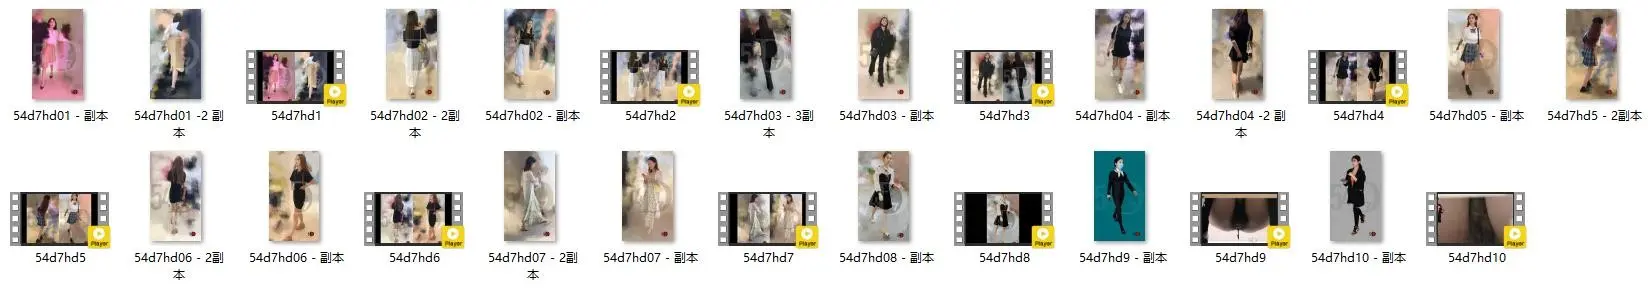 54d7hd01 - 副本
54d7hd01 -2 副
本
54d7hd1
54d7hd02 - 2副
本
54d7hd02 - 副本
54d7hd2
54d7hd03 - 3副
本
54d7hd03 - 副本
54d7hd3
54d7hd04 - 副本
54d7hd04 -2 副
本
54d7hd4
54d7hd05 - 副本
54d7hd5 - 2副
本
Player
Player
Player
Player
54d7hd5
54d7hd06 - 2副
本
54d7hd06 - 副本
54d7hd6
54d7hd07 - 2副
本
54d7hd07 - 副本
54d7hd7
54d7hd08 - 副本
54d7hd8
54d7hd9 - 副本
54d7hd9
54d7hd10 - 副本
54d7hd10
Player
Player
Player
Player
Player
Player